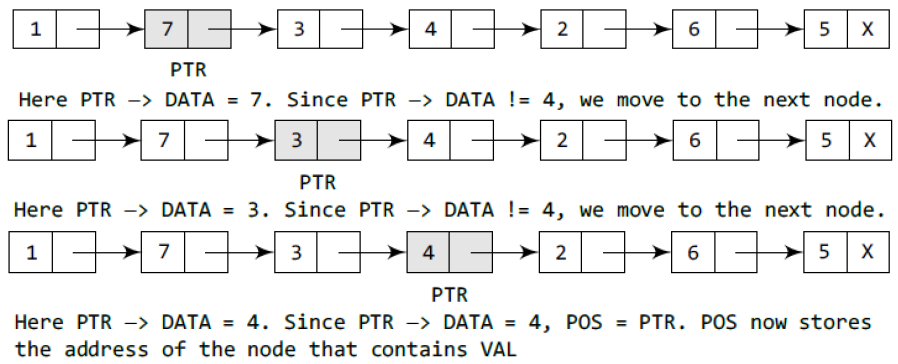 1 7 3 4 2 6 5 X
PTR
Here PTR –> DATA = 7. Since PTR –> DATA != 4, we move to the next node.
1 7 3 4 2 6 5 X
PTR
Here PTR –> DATA = 3. Since PTR –> DATA != 4, we move to the next node.
1 7 3 4 2 6 5 X
PTR
Here PTR –> DATA = 4. Since PTR –> DATA = 4, POS = PTR. POS now stores
the address of the node that contains VAL